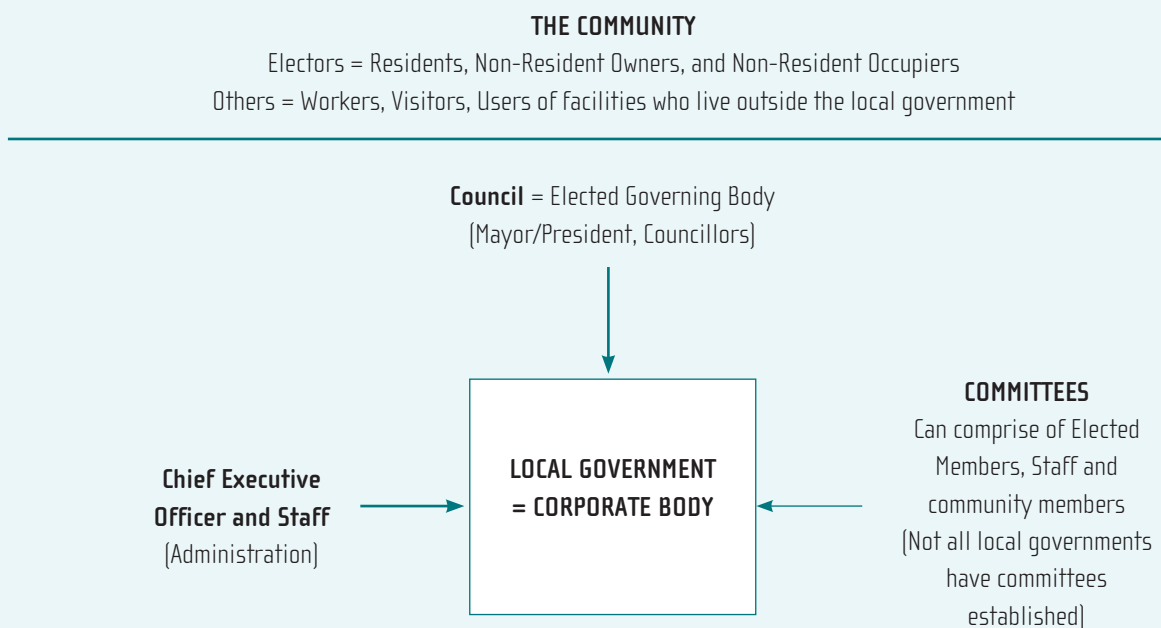 THE COMMUNITY
Electors = Residents, Non-Resident Owners, and Non-Resident Occupiers
Others = Workers, Visitors, Users of facilities who live outside the local government
Council = Elected Governing Body
(Mayor/President, Councillors)
Chief Executive
Officer and Staff
(Administration)
LOCAL GOVERNMENT
= CORPORATE BODY
COMMITTEES
Can comprise of Elected
Members, Staff and
community members
(Not all local governments
have committees
established)